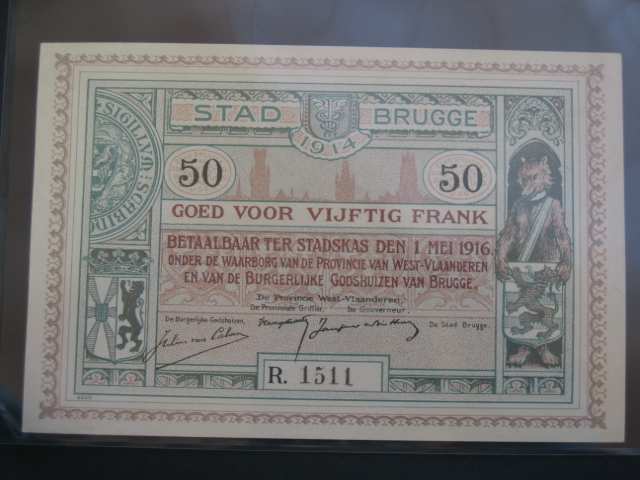 STAD BRUGGE
1914
SIGILLVM: SCABINO
50
50
GOED VOOR VIJFTIG FRANK
BETAALBAAR TER STADSKAS DEN 1 MEI 1916.
ONDER DE WAARBORG VAN DE PROVINCIE VAN WEST-VLAANDEREN
EN VAN DE BURGERLIJKE GODSHUIZEN VAN BRUGGE.
De Provincie West-Vlaanderen,
De Provinciale Griffier, De Gouverneur.
De Burgerlijke Godshuizen, De Stad Brugge.
R. 1511